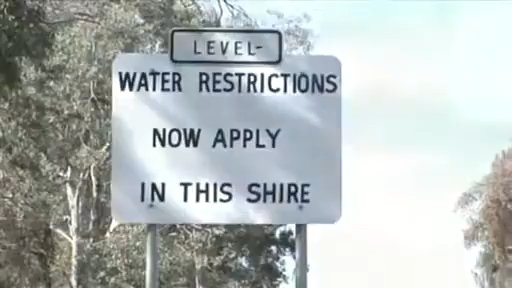 LEVEL-
WATER RESTRICTIONS
NOW APPLY
IN THIS SHIRE